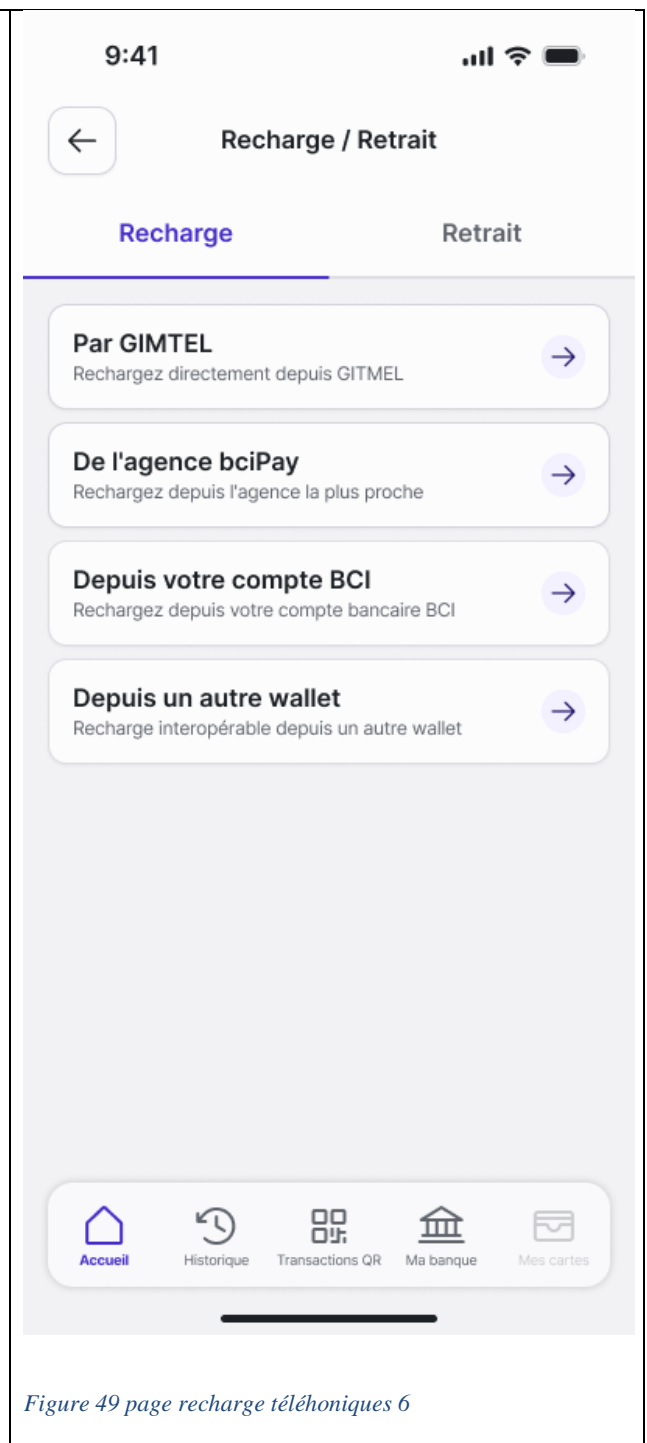 9:41
Recharge / Retrait
Recharge Retrait
Par GIMTEL
Rechargez directement depuis GITMEL
De l'agence bciPay
Rechargez depuis l'agence la plus proche
Depuis votre compte BCI
Rechargez depuis votre compte bancaire BCI
Depuis un autre wallet
Recharge interopérable depuis un autre wallet
Accueil Historique Transactions QR Ma banque Mes cartes
Figure 49 page recharge téléhoniques 6